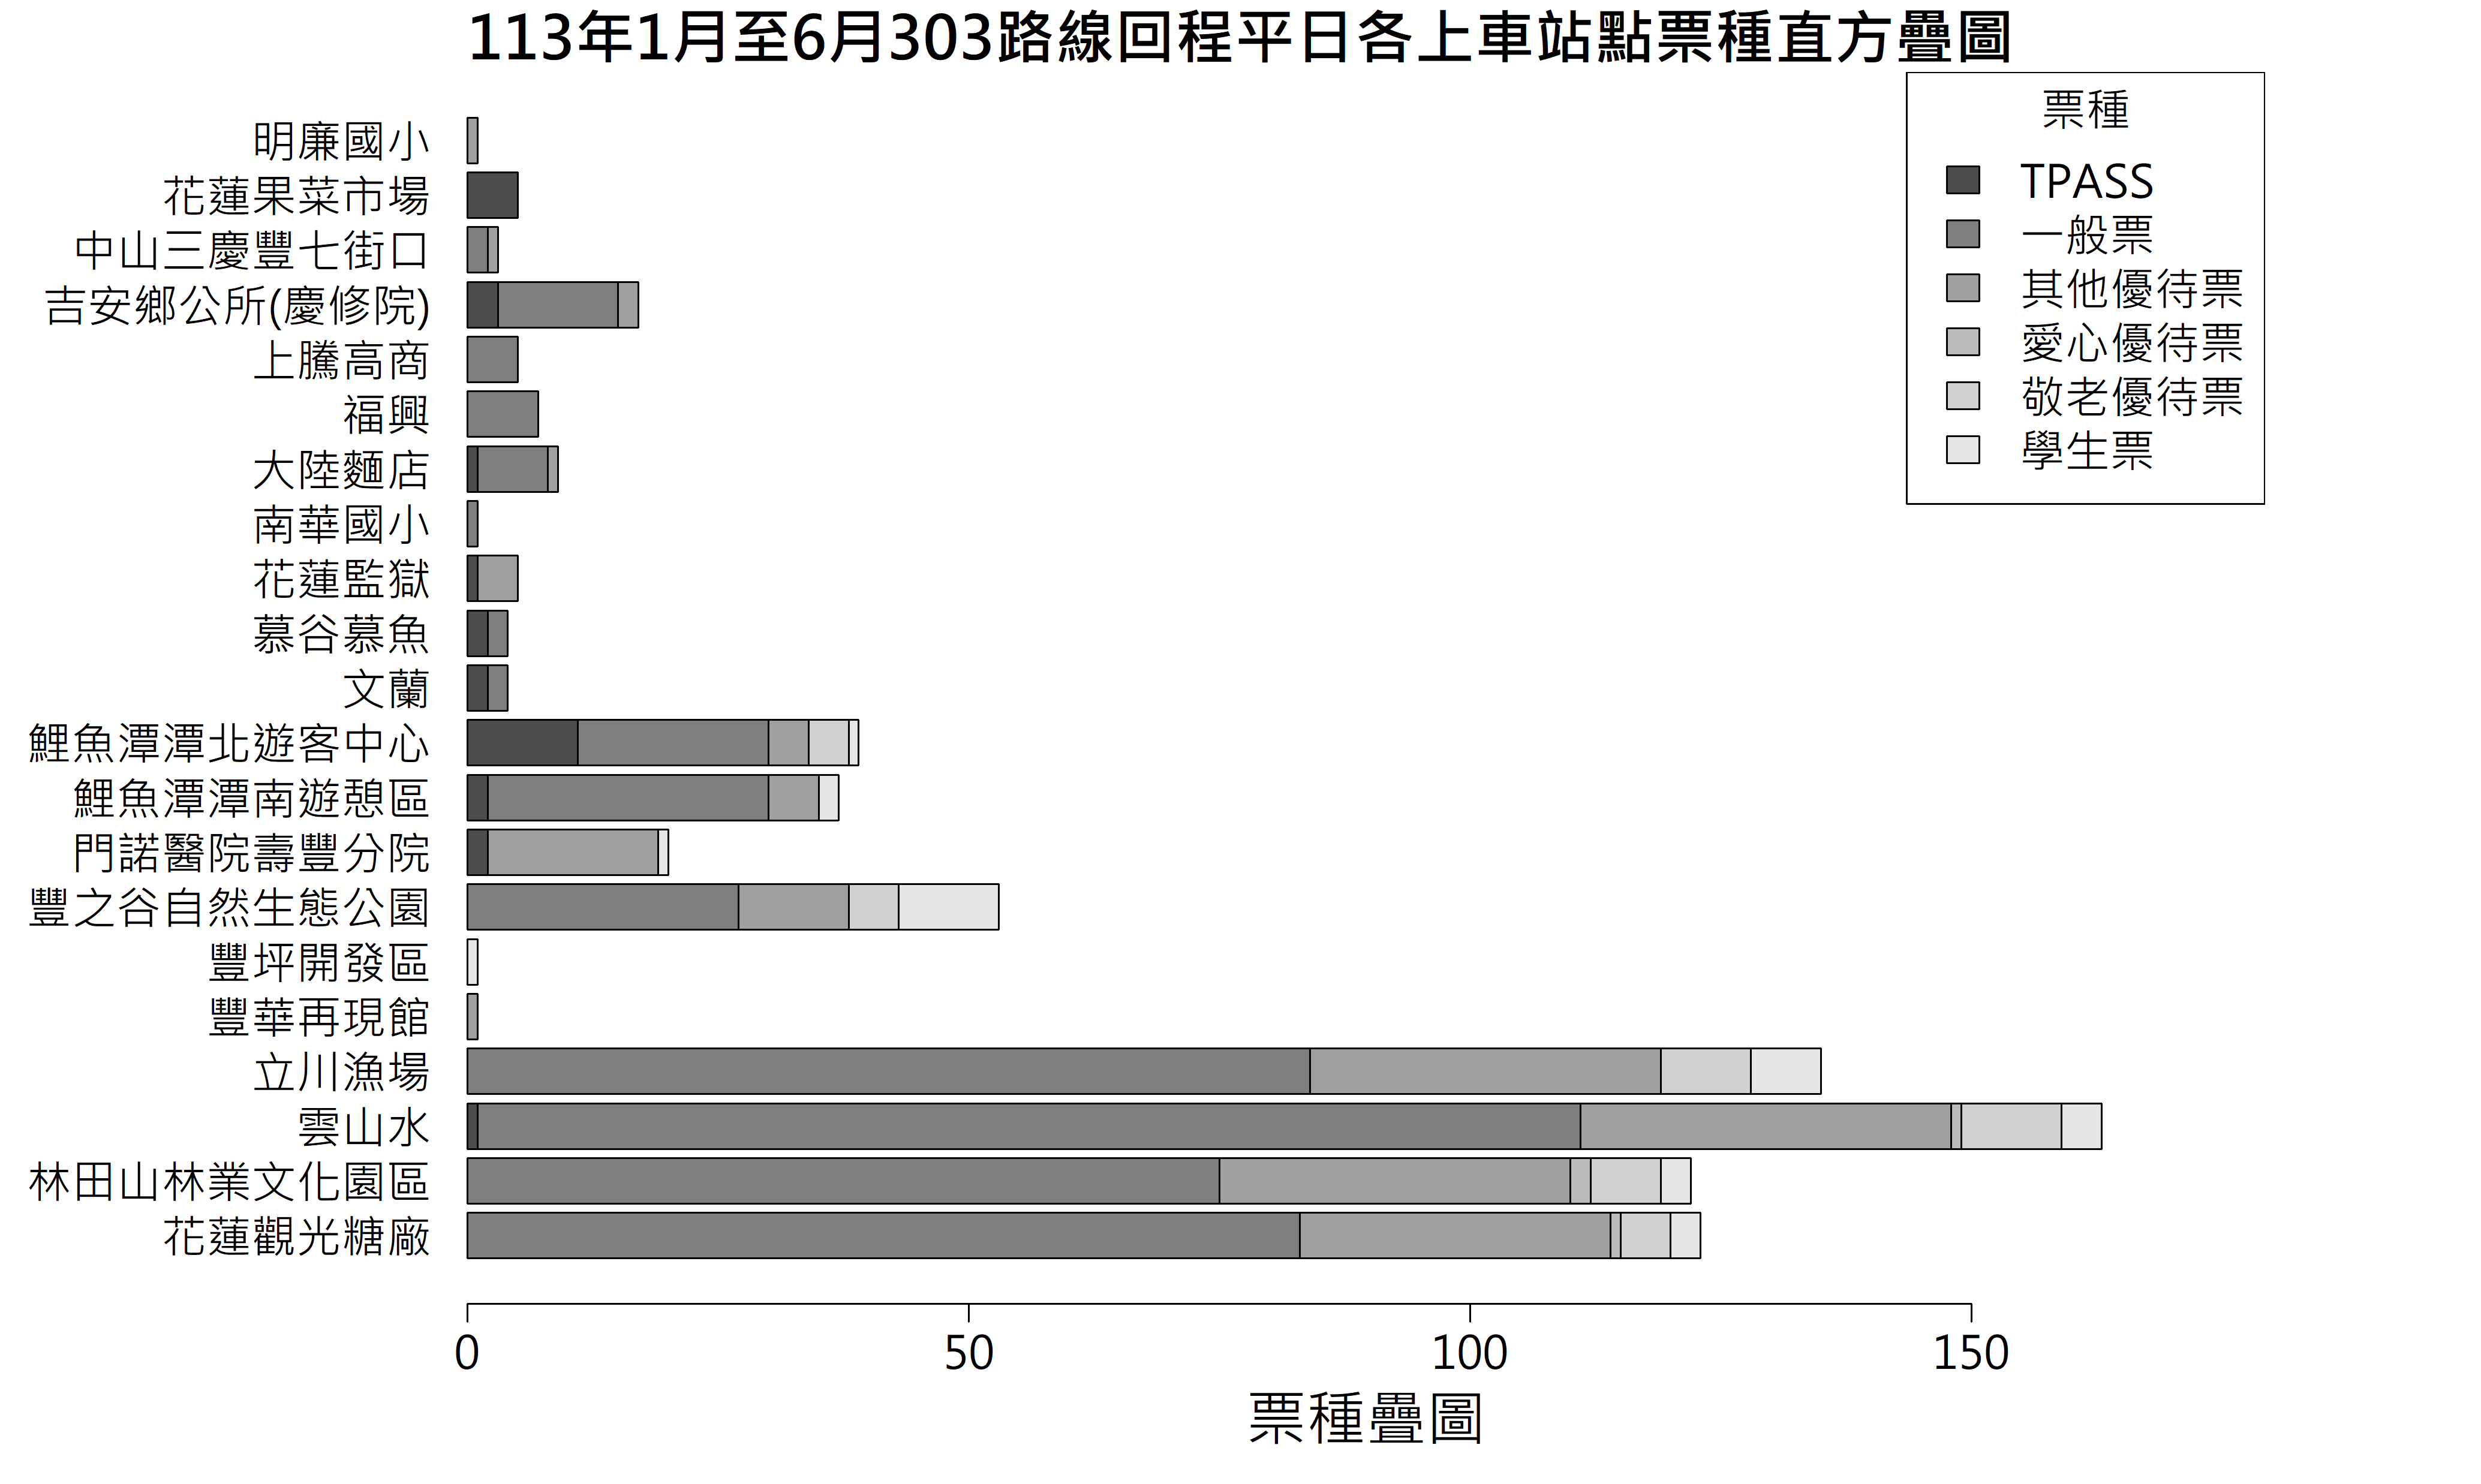 113年1月至6月303路線回程平日各上車站點票種直方疊圖
票種
TPASS
一般票
其他優待票
愛心優待票
敬老優待票
學生票
明廉國小
花蓮果菜市場
中山三慶豐七街口
吉安鄉公所(慶修院)
上騰高商
福興
大陸麵店
南華國小
花蓮監獄
慕谷慕魚
文蘭
鯉魚潭潭北遊客中心
鯉魚潭潭南遊憩區
門諾醫院壽豐分院
豐之谷自然生態公園
豐坪開發區
豐華再現館
立川漁場
雲山水
林田山林業文化園區
花蓮觀光糖廠
0 50 100 150
票種疊圖